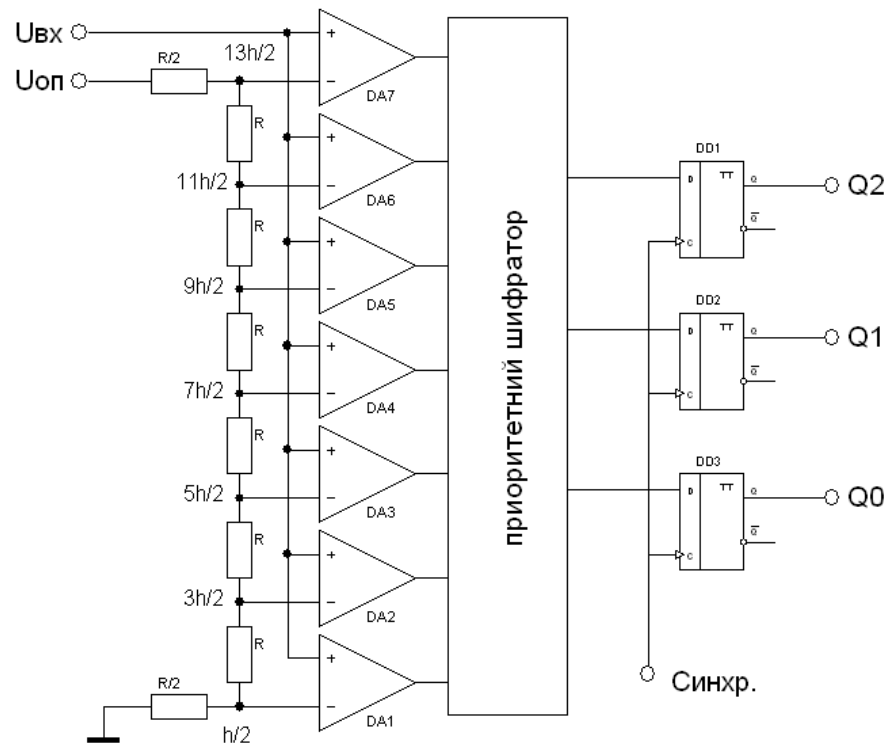 Uвх
13h/2
R/2
Uоп
DA7
R
11h/2
DA6
R
9h/2
DA5
R
7h/2
DA4
R
5h/2
DA3
R
3h/2
DA2
R
R/2
h/2
DA1
+
−
+
−
+
−
+
−
+
−
+
−
+
−
приоритетний шифратор
DD1
D
TT
Q
Q
C
Q2
DD2
D
TT
Q
Q
C
Q1
DD3
D
TT
Q
Q
C
Q0
Синхр.